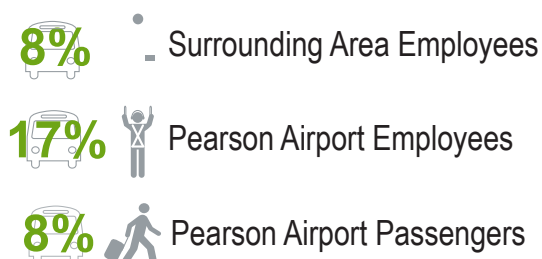 8% Surrounding Area Employees
17% Pearson Airport Employees
8% Pearson Airport Passengers